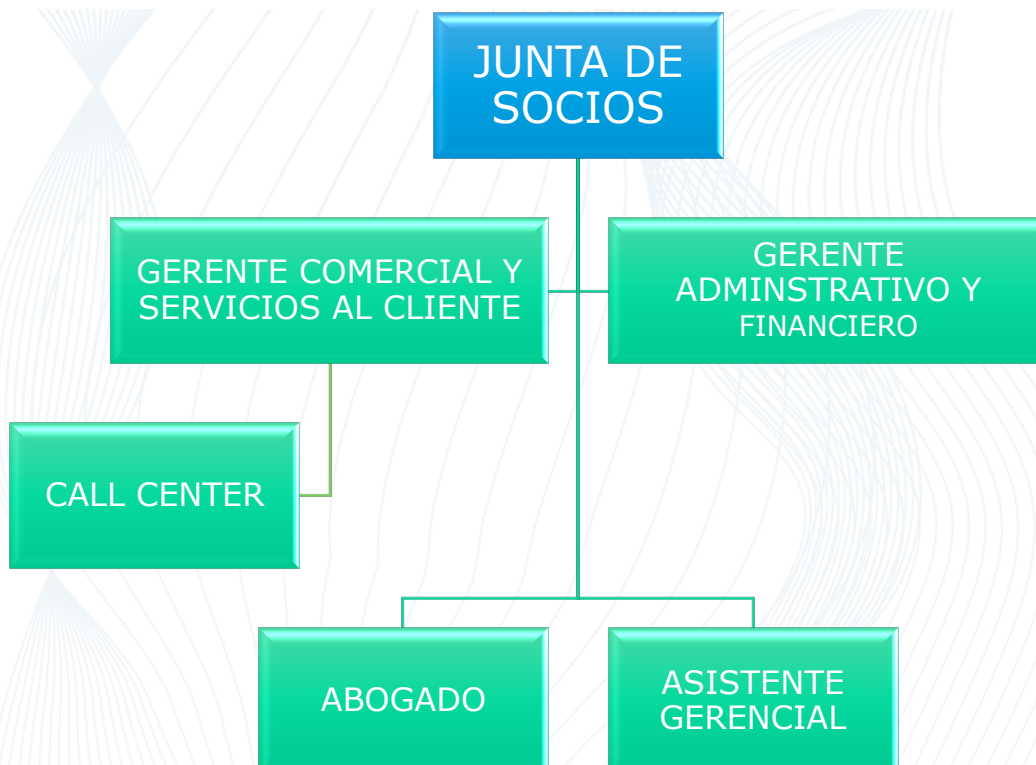 JUNTA DE
SOCIOS
GERENTE COMERCIAL Y
SERVICIOS AL CLIENTE
GERENTE
ADMINSTRATIVO Y
FINANCIERO
CALL CENTER
ABOGADO
ASISTENTE
GERENCIAL